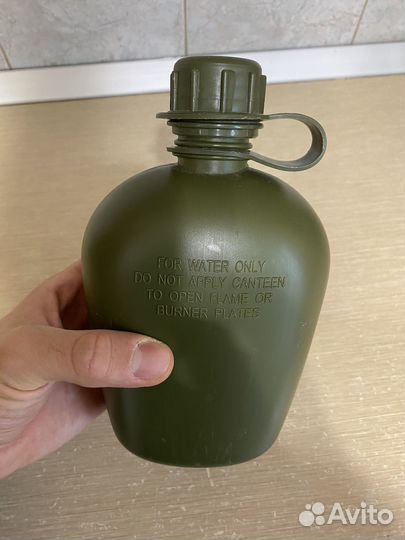 FOR WATER ONLY
DO NOT APPLY CANTEEN
TO OPEN FLAME OR
BURNER PLATES
Avito